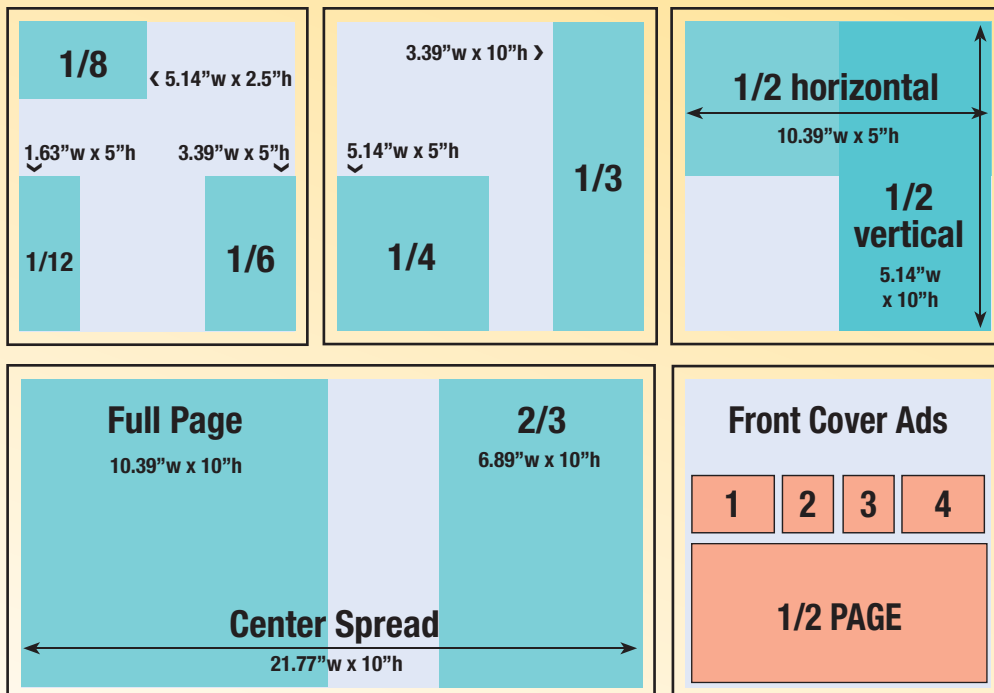 1/8
5.14”w x 2.5”h
1.63”w x 5”h
3.39”w x 5”h
1/12
1/6
3.39”w x 10”h
5.14”w x 5”h
1/3
1/4
1/2 horizontal
10.39”w x 5”h
1/2
vertical
5.14”w
x 10”h
Full Page
10.39”w x 10”h
2/3
6.89”w x 10”h
Center Spread
21.77”w x 10”h
Front Cover Ads
1 2 3 4
1/2 PAGE